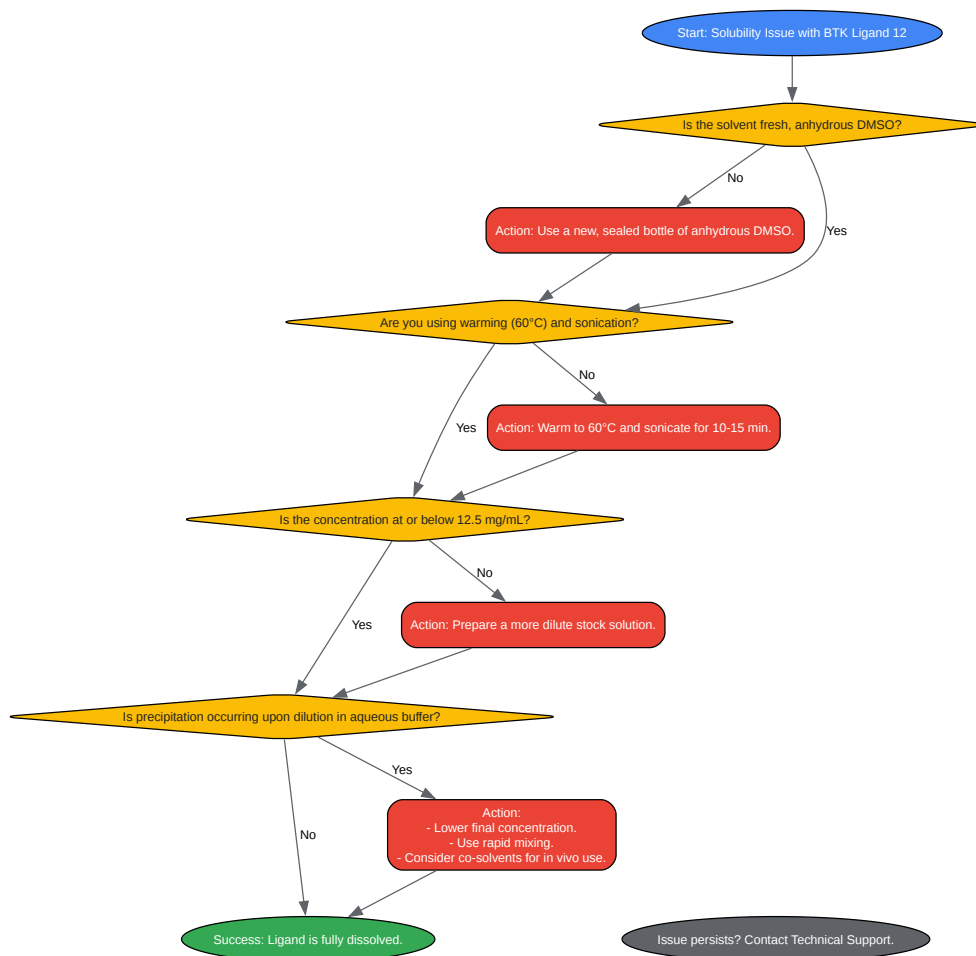 Start: Solubility Issue with BTK Ligand 12
Is the solvent fresh, anhydrous DMSO?
No
Action: Use a new, sealed bottle of anhydrous DMSO.
Yes
Are you using warming (60°C) and sonication?
No
Yes
Action: Warm to 60°C and sonicate for 10-15 min.
Is the concentration at or below 12.5 mg/mL?
No
Yes
Action: Prepare a more dilute stock solution.
Is precipitation occurring upon dilution in aqueous buffer?
Yes
No
Action:
- Lower final concentration.
- Use rapid mixing.
- Consider co-solvents for in vivo use.
Success: Ligand is fully dissolved.
Issue persists? Contact Technical Support.